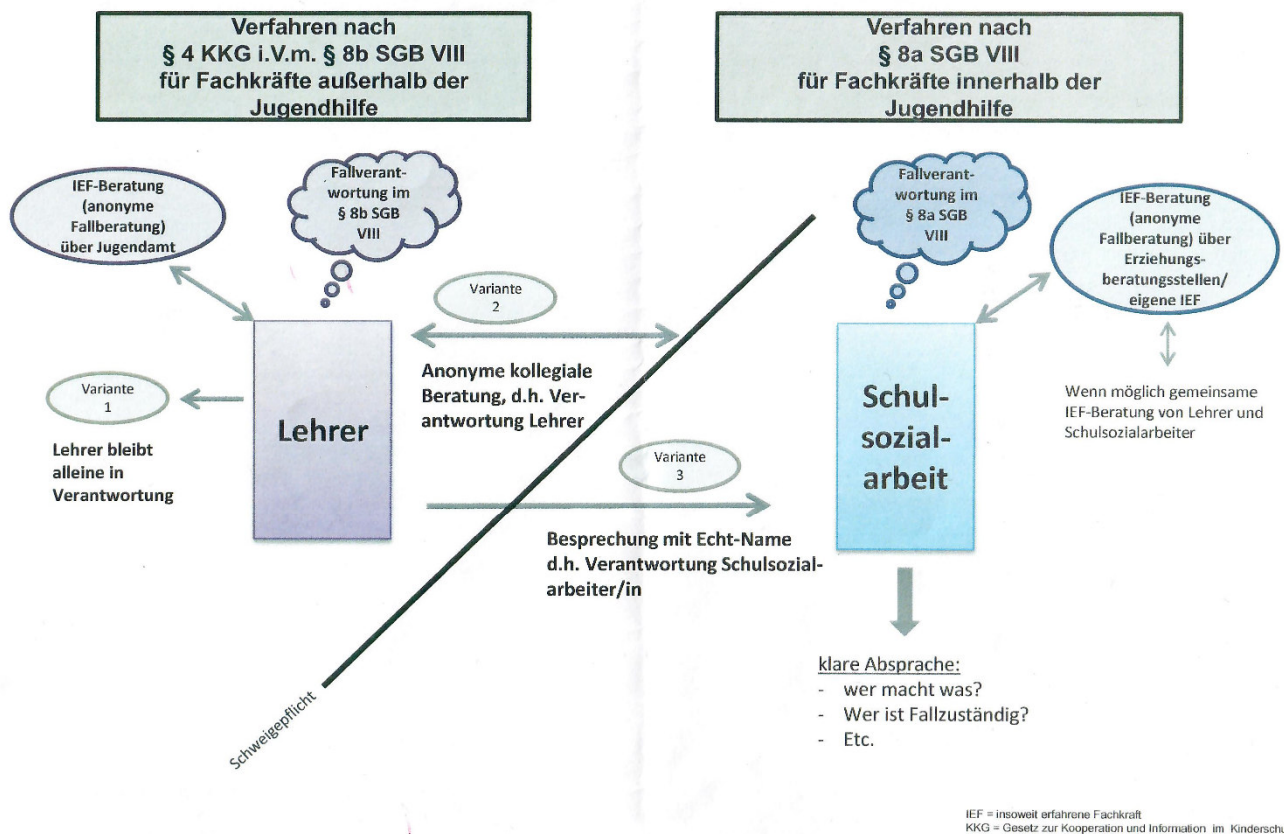 Verfahren nach
§ 4 KKG i.V.m. § 8b SGB VIII
für Fachkräfte außerhalb der
Jugendhilfe
Verfahren nach
§ 8a SGB VIII
für Fachkräfte innerhalb der
Jugendhilfe
IEF-Beratung
(anonyme
Fallberatung)
über Jugendamt
Fallverant-
wortung im
§ 8b SGB
VIII
Fallverant-
wortung im
§ 8a SGB
VIII
IEF-Beratung
(anonyme
Fallberatung) über
Erziehungs-
beratungsstellen/
eigene IEF
Variante
1
Lehrer bleibt
alleine in
Verantwortung
Lehrer
Variante
2
Anonyme kollegiale
Beratung, d.h. Ver-
antwortung Lehrer
Variante
3
Besprechung mit Echt-Name
d.h. Verantwortung Schulsozial-
arbeiter/in
Schul-
sozial-
arbeit
Wenn möglich gemeinsame
IEF-Beratung von Lehrer und
Schulsozialarbeiter
Schweigepflicht
klare Absprache:
- wer macht was?
- Wer ist Fallzuständig?
- Etc.
IEF = insoweit erfahrene Fachkraft
KKG = Gesetz zur Kooperation und Information im Kinderschu